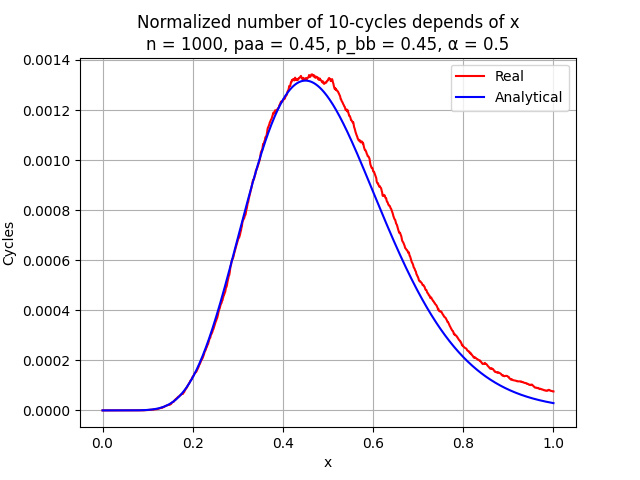 Normalized number of 10-cycles depends of x
n = 1000, paa = 0.45, p_bb = 0.45, α = 0.5
Real
Analytical
Cycles
0.0014
0.0012
0.0010
0.0008
0.0006
0.0004
0.0002
0.0000
0.0 0.2 0.4 0.6 0.8 1.0
x